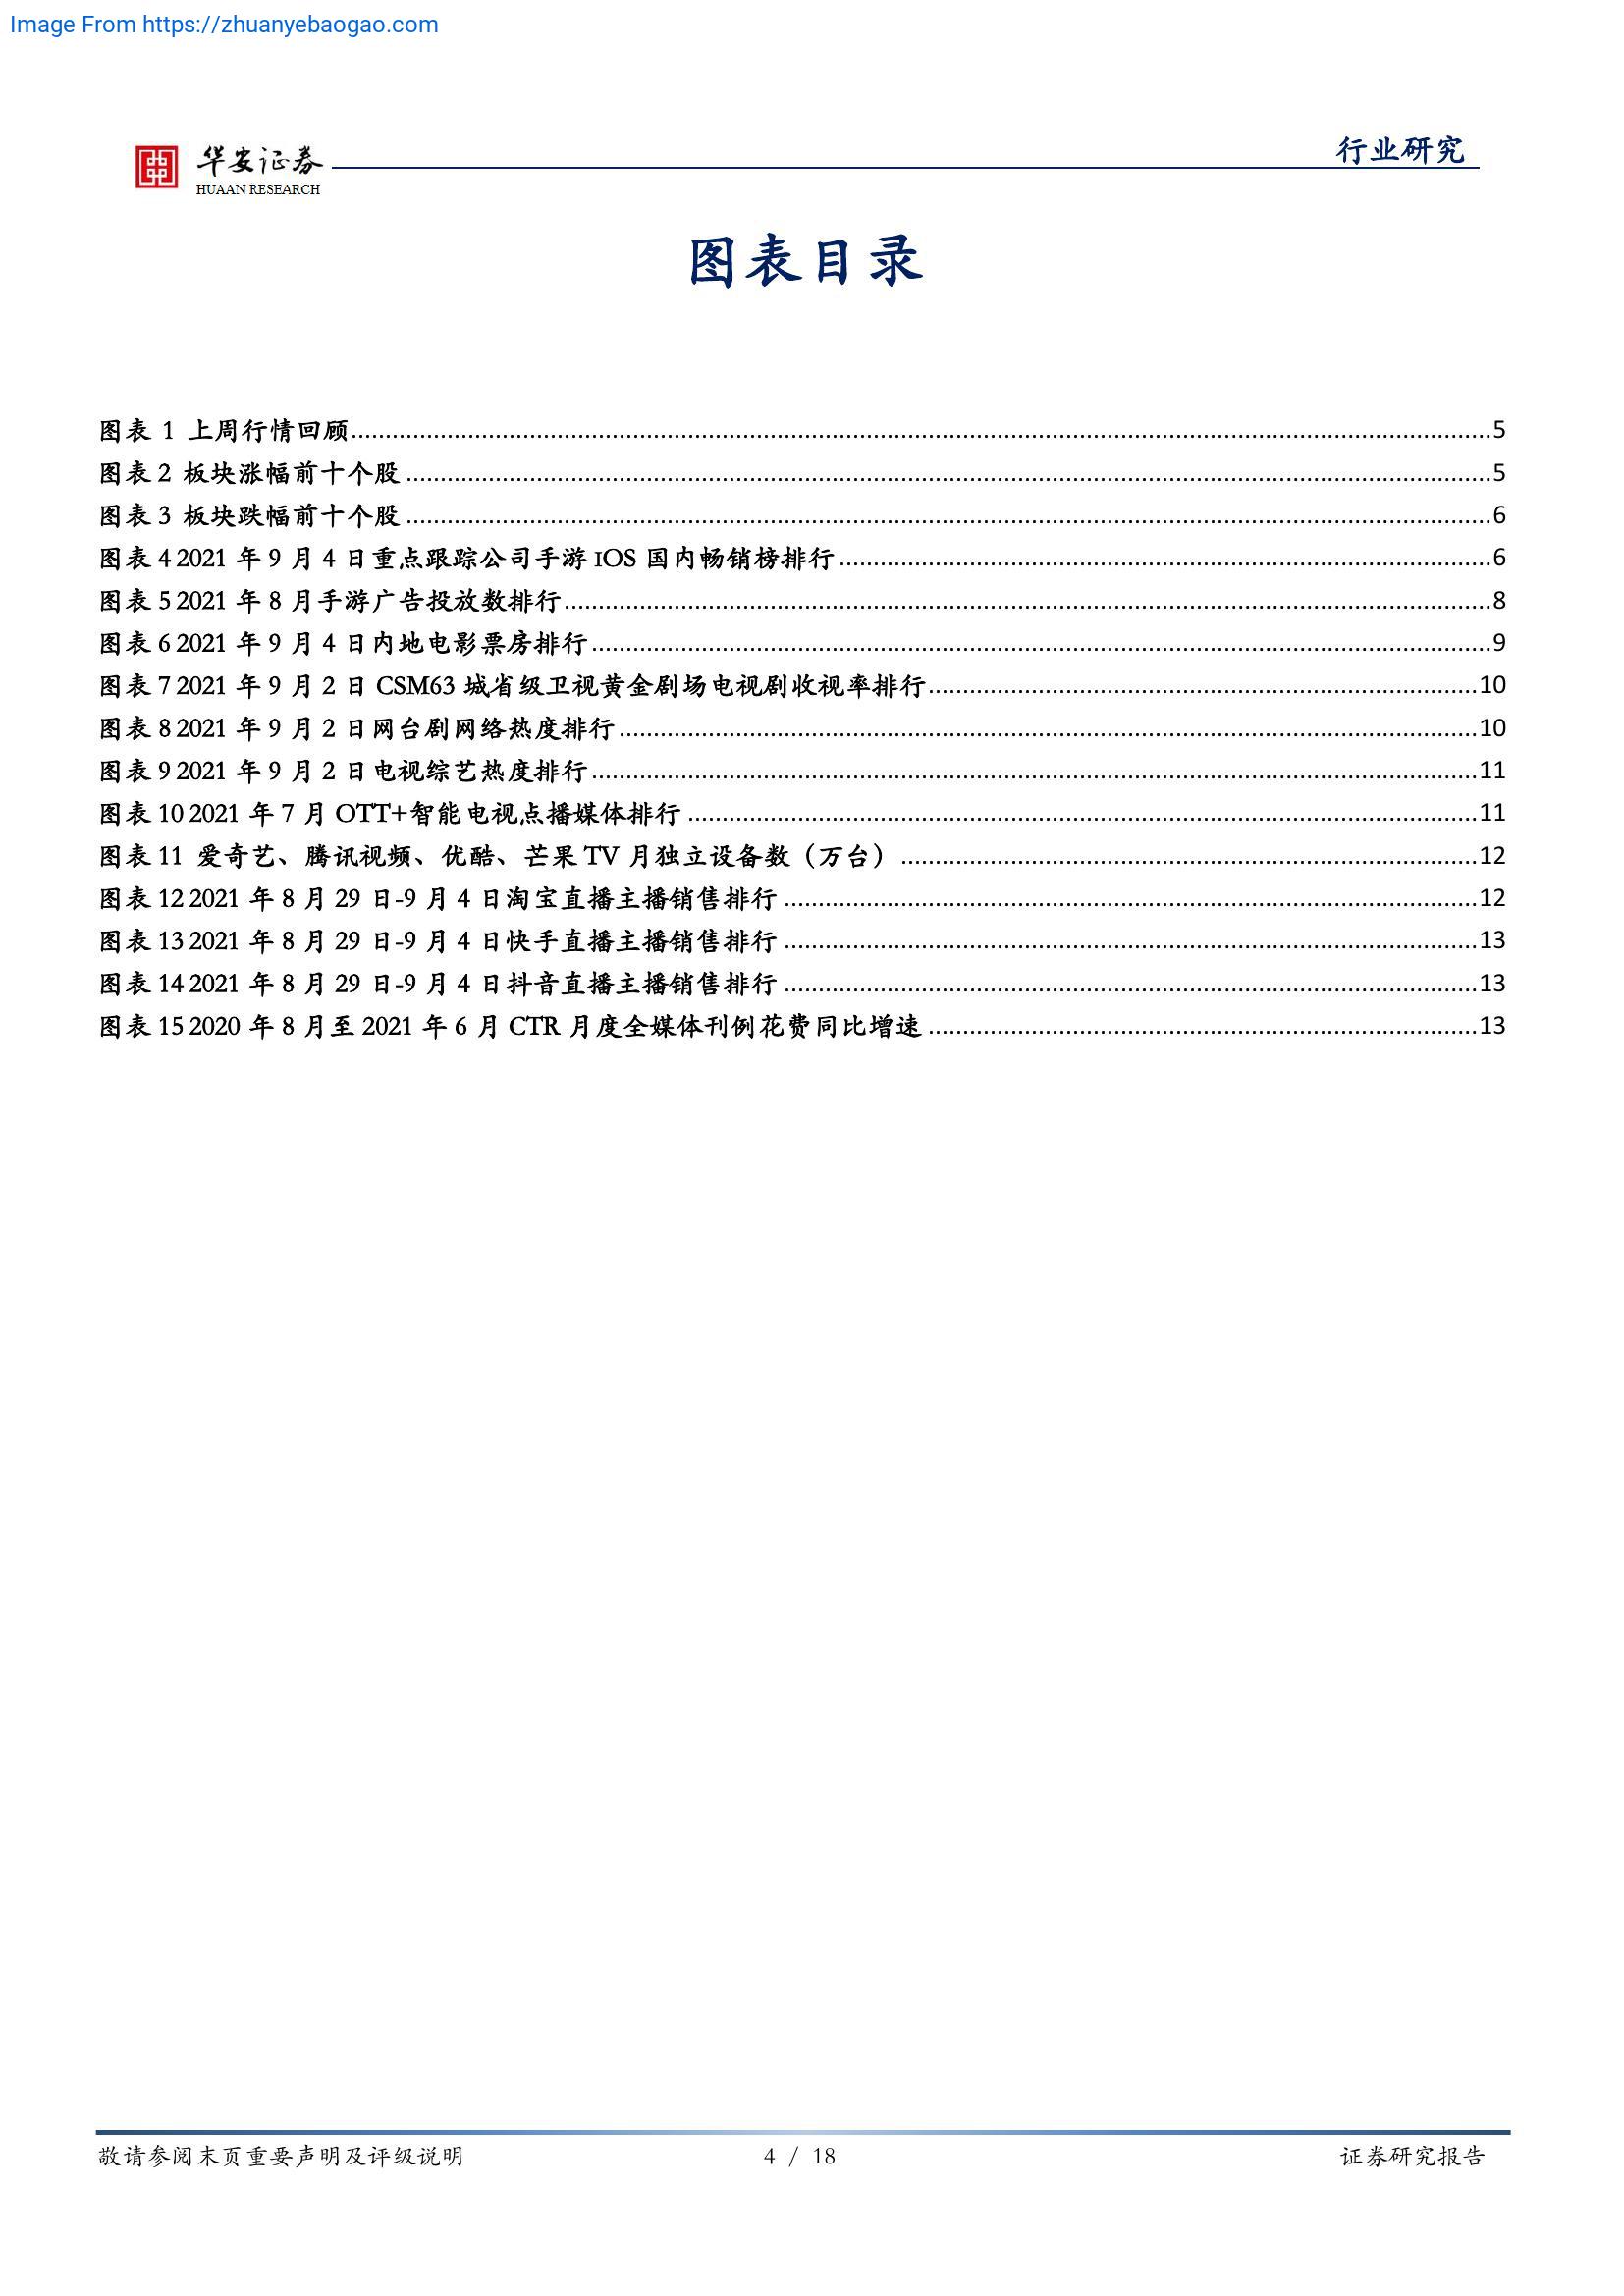 Image From https://zhuanyebaogao.com
华安证券
HUAAN RESEARCH
行业研究
图表目录
图表 1 上周行情回顾..........5
图表 2 板块涨幅前十个股..........5
图表 3 板块跌幅前十个股..........6
图表 4 2021 年 9 月 4 日重点跟踪公司手游 IOS 国内畅销榜排行..........6
图表 5 2021 年 8 月手游广告投放数排行..........8
图表 6 2021 年 9 月 4 日内地电影票房排行..........9
图表 7 2021 年 9 月 2 日 CSM63 城省级卫视黄金剧场电视剧收视率排行..........10
图表 8 2021 年 9 月 2 日网台剧网络热度排行..........10
图表 9 2021 年 9 月 2 日电视综艺热度排行..........11
图表 10 2021 年 7 月 OTT+智能电视点播媒体排行..........11
图表 11 爱奇艺、腾讯视频、优酷、芒果 TV 月独立设备数（万台）..........12
图表 12 2021 年 8 月 29 日-9 月 4 日淘宝直播主播销售排行..........12
图表 13 2021 年 8 月 29 日-9 月 4 日快手直播主播销售排行..........13
图表 14 2021 年 8 月 29 日-9 月 4 日抖音直播主播销售排行..........13
图表 15 2020 年 8 月至 2021 年 6 月 CTR 月度全媒体刊例花费同比增速..........13
敬请参阅末页重要声明及评级说明
4 / 18
证券研究报告